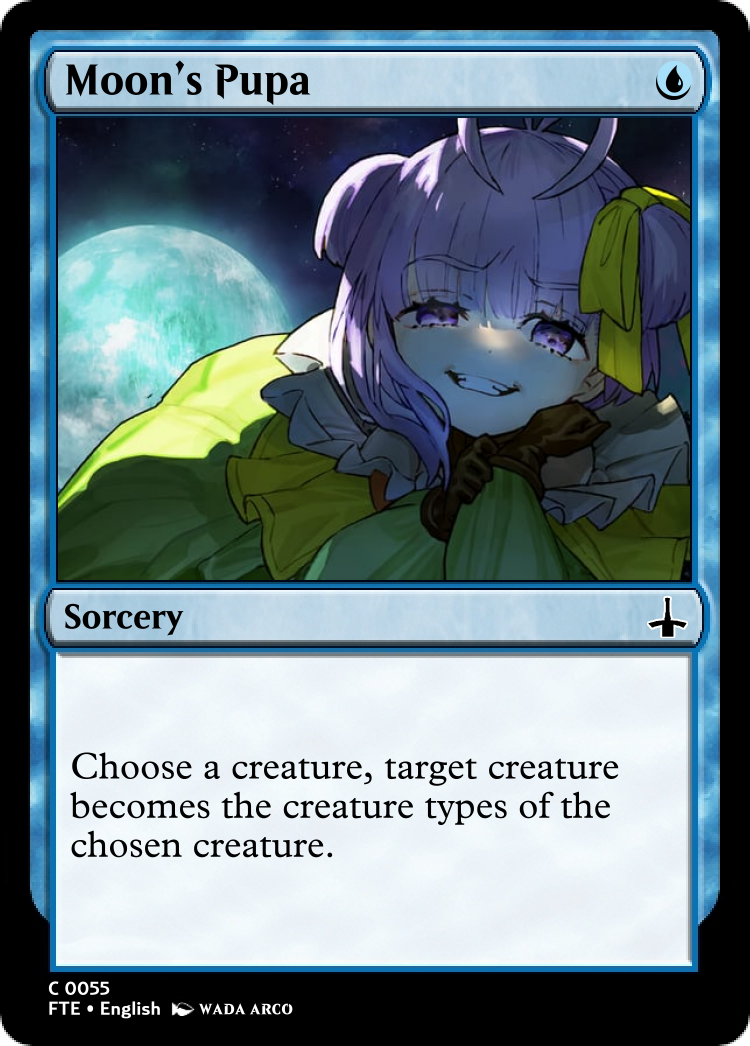 Moon's Pupa
Sorcery
Choose a creature, target creature
becomes the creature types of the
chosen creature.
C 0055
FTE • English WADA ARCO